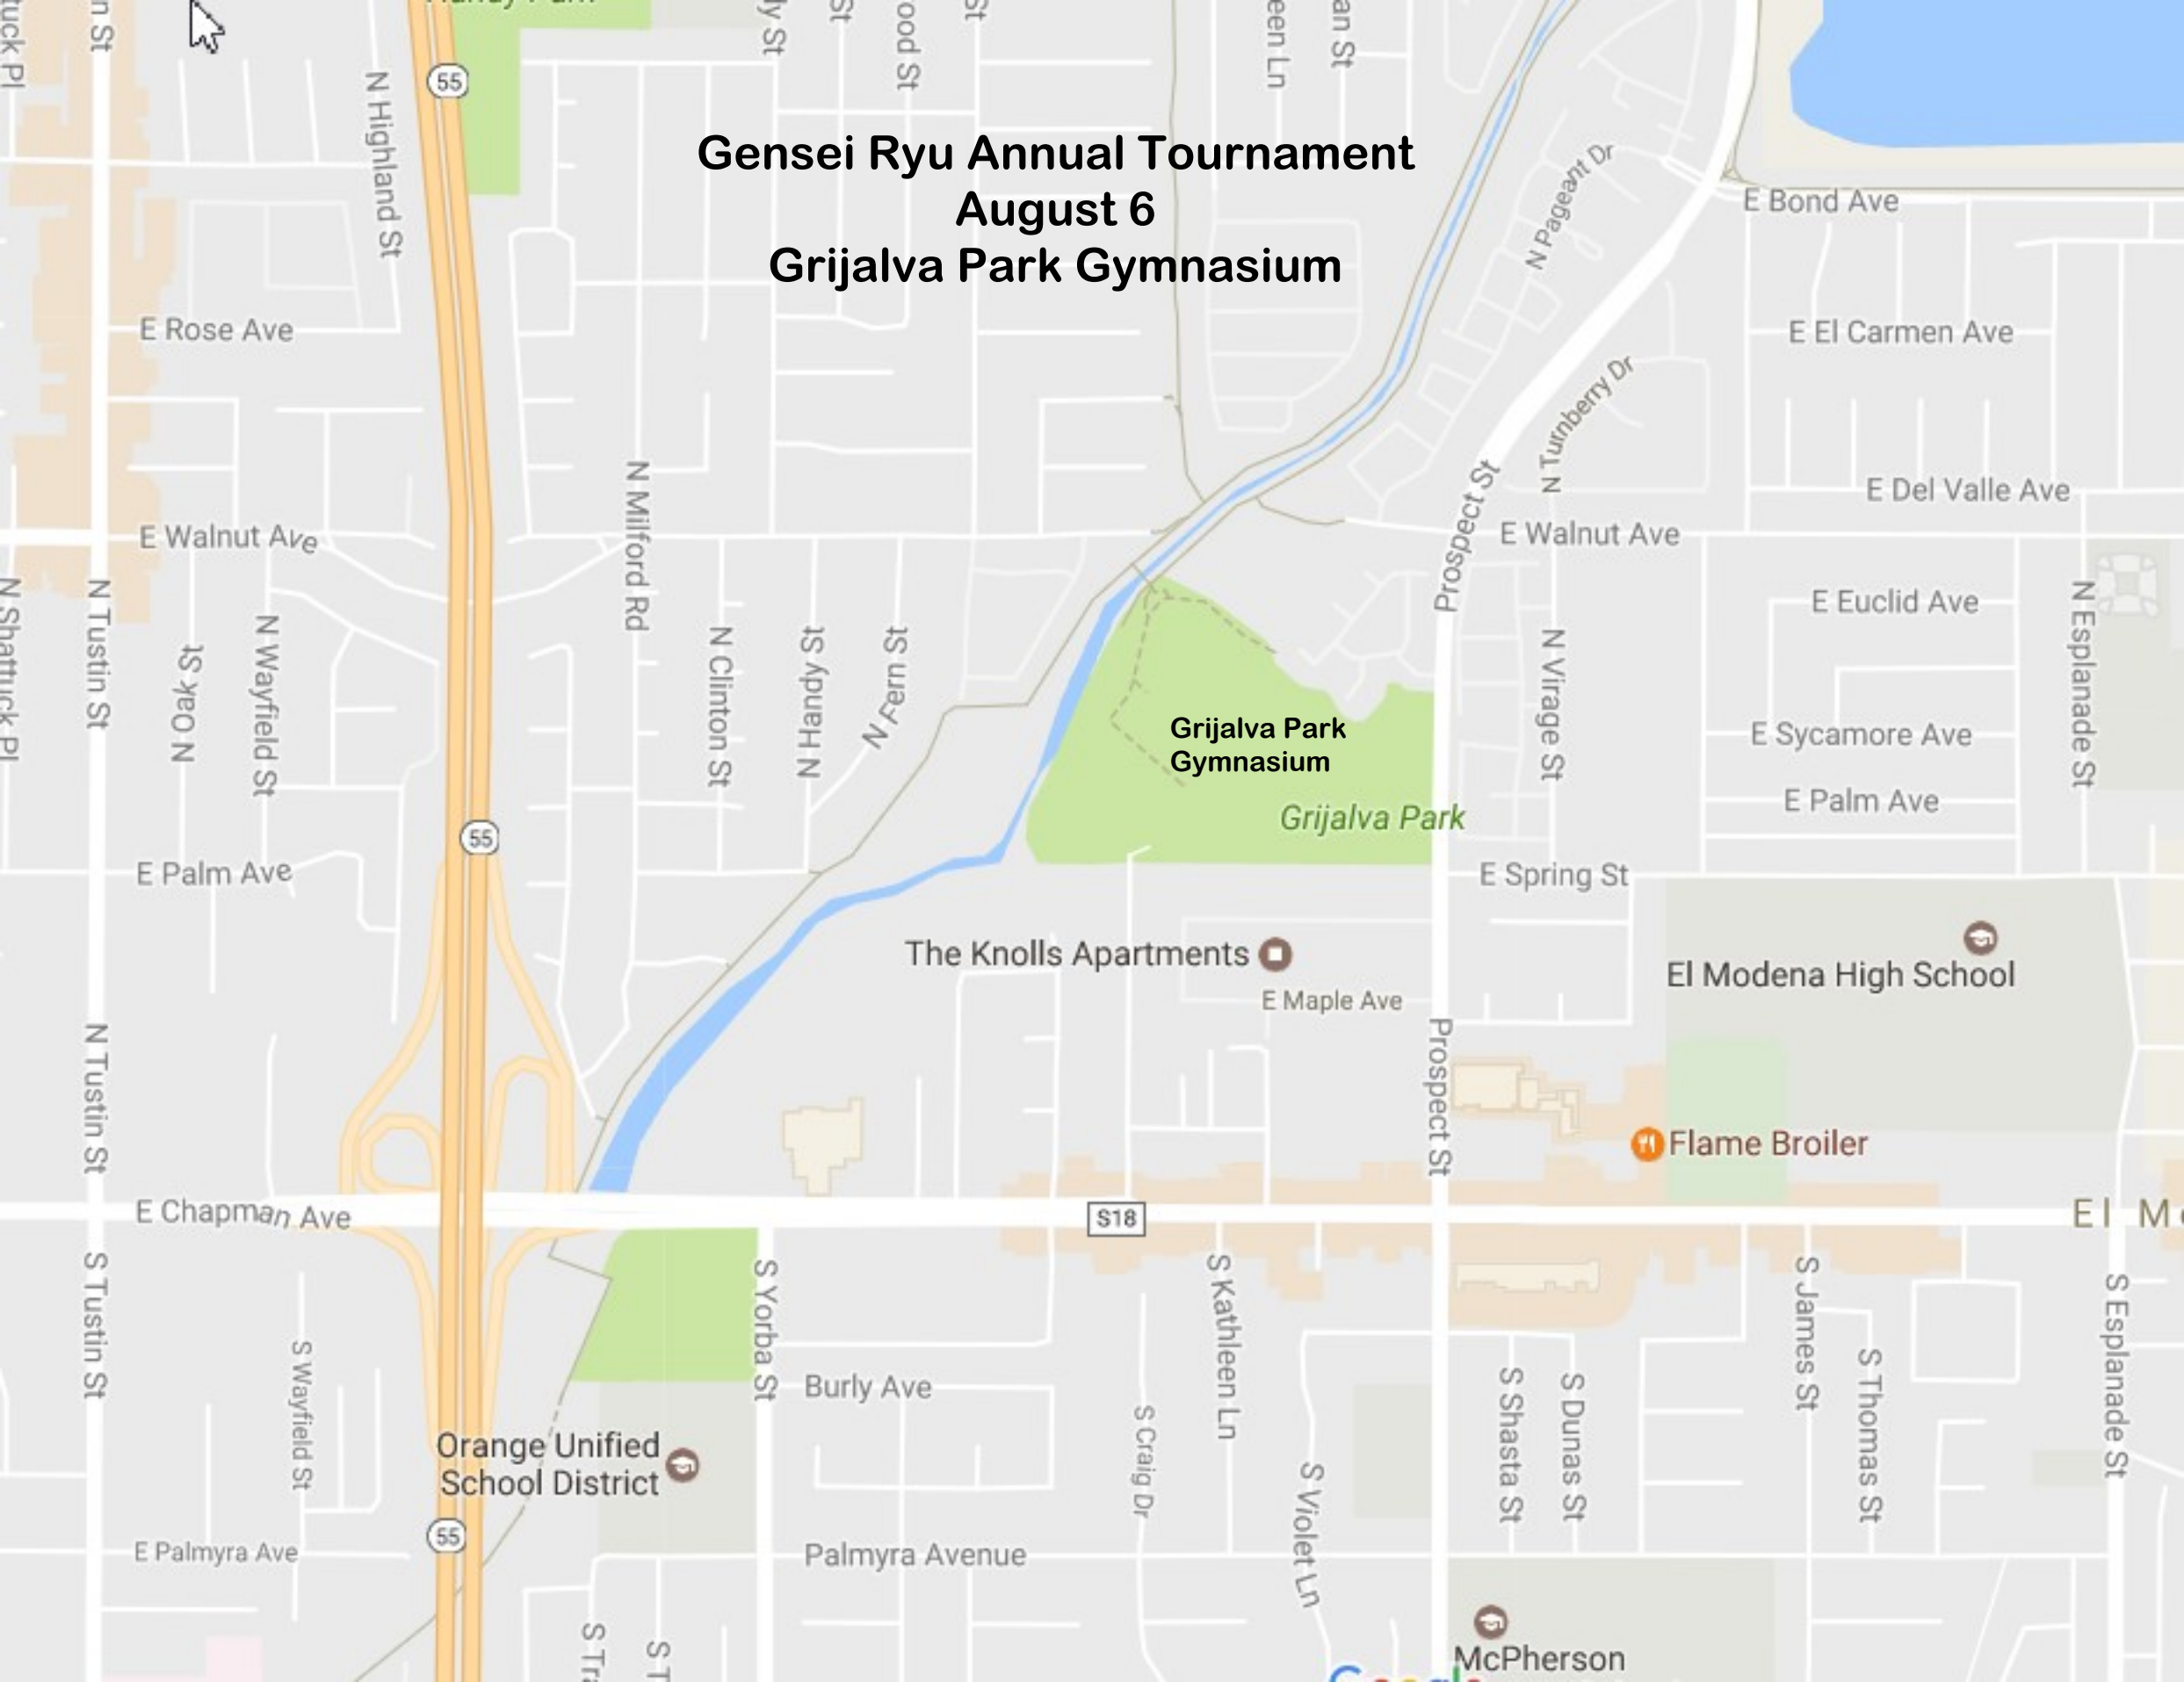 Gensei Ryu Annual Tournament
August 6
Grijalva Park Gymnasium
55
N Highland St
N Pageant Dr
E Bond Ave
E Rose Ave
E El Carmen Ave
N Turnberry Dr
E Del Valle Ave
E Walnut Ave
N Milford Rd
Prospect St
E Walnut Ave
N Shattuck Pl
N Tustin St
N Oak St
N Wayfield St
N Clinton St
N Handy St
N Fern St
N Virage St
E Euclid Ave
N Esplanade St
Grijalva Park
Gymnasium
E Sycamore Ave
Grijalva Park
E Palm Ave
55
E Palm Ave
E Spring St
The Knolls Apartments
El Modena High School
E Maple Ave
N Tustin St
Prospect St
Flame Broiler
E Chapman Ave
S18
El
S Tustin St
S Wayfield St
S Yorba St
S Kathleen Ln
S James St
S Esplanade St
Burly Ave
S Craig Dr
S Violet Ln
S Shasta St
S Dunas St
S Thomas St
Orange Unified
School District
55
E Palmyra Ave
Palmyra Avenue
McPherson